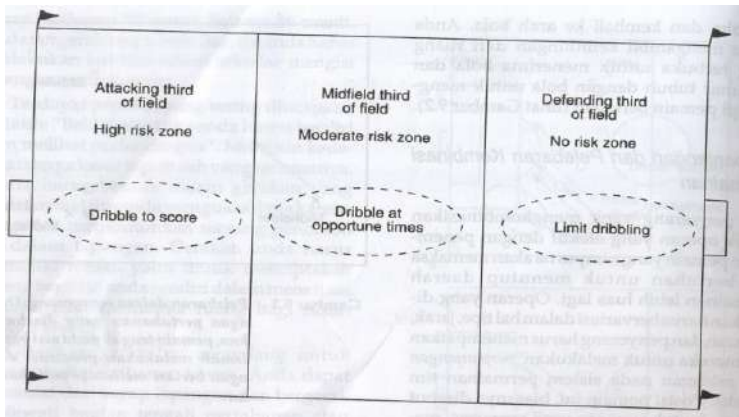 Attacking third
of field
High risk zone
Dribble to score
Midfield third
of field
Moderate risk zone
Dribble at
opportune times
Defending third
of field
No risk zone
Limit dribbling